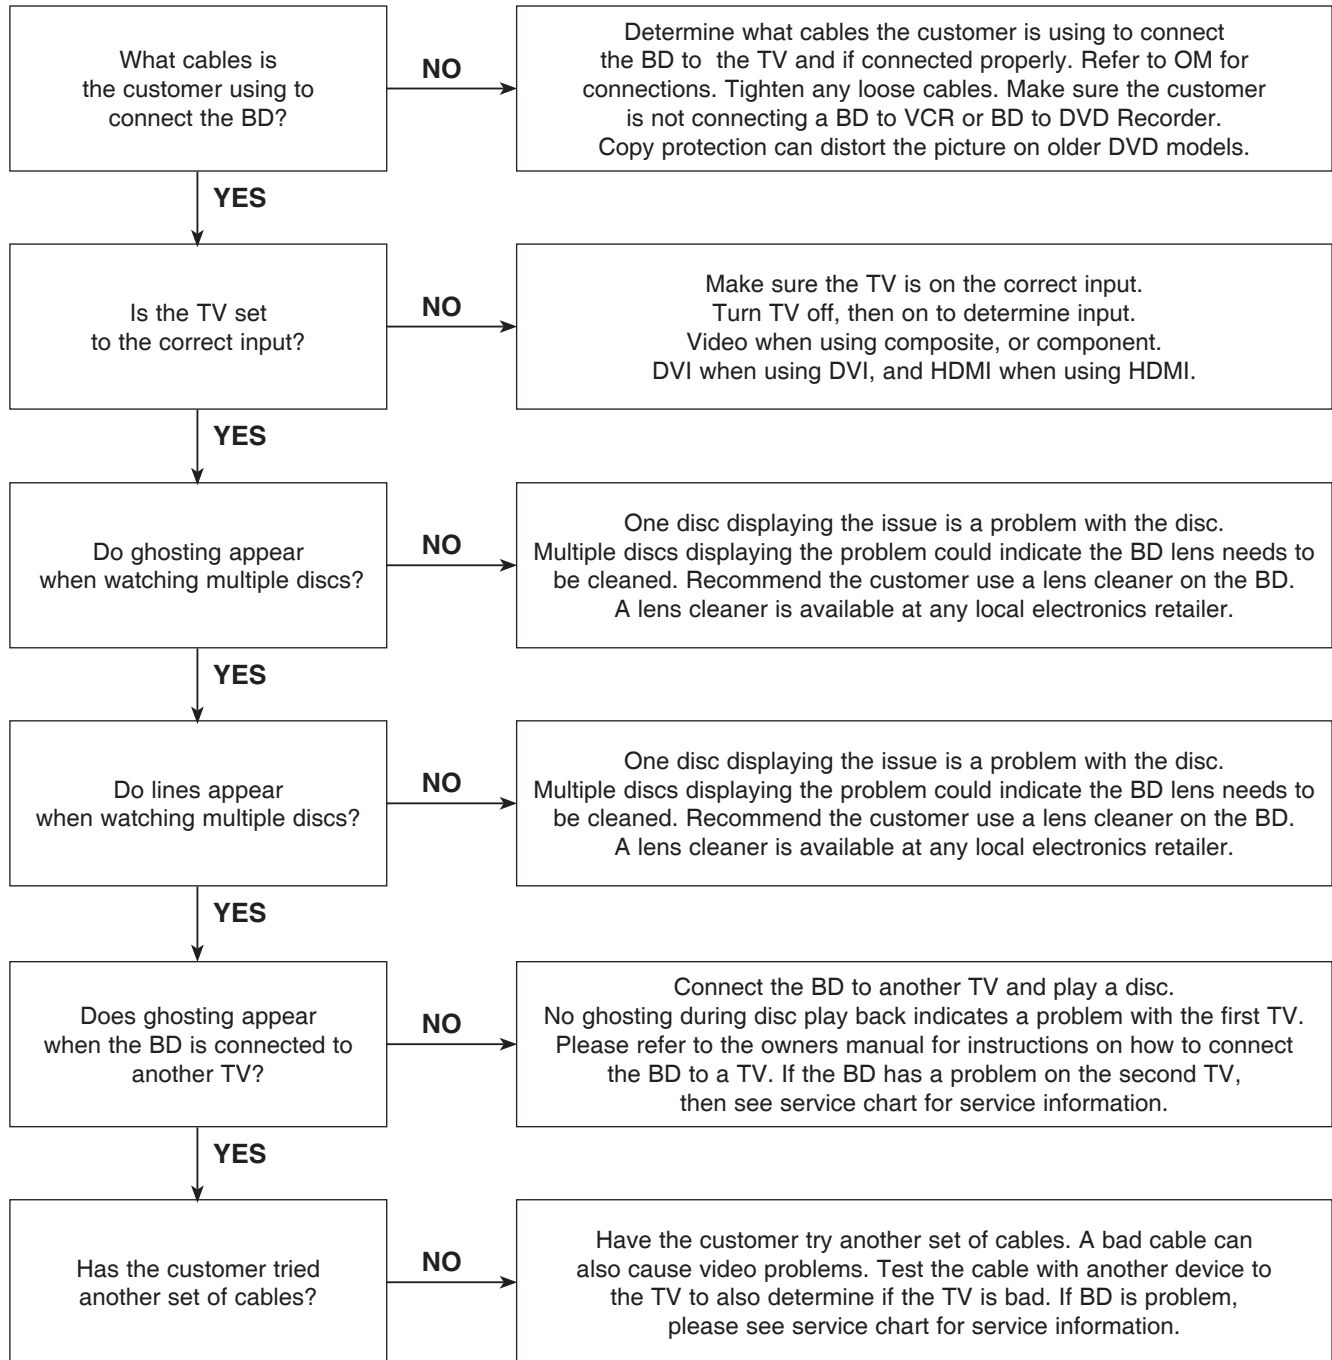 What cables is
the customer using to
connect the BD?
NO
Determine what cables the customer is using to connect
the BD to the TV and if connected properly. Refer to OM for
connections. Tighten any loose cables. Make sure the customer
is not connecting a BD to VCR or BD to DVD Recorder.
Copy protection can distort the picture on older DVD models.
YES
Is the TV set
to the correct input?
NO
Make sure the TV is on the correct input.
Turn TV off, then on to determine input.
Video when using composite, or component.
DVI when using DVI, and HDMI when using HDMI.
YES
Do ghosting appear
when watching multiple discs?
NO
One disc displaying the issue is a problem with the disc.
Multiple discs displaying the problem could indicate the BD lens needs to
be cleaned. Recommend the customer use a lens cleaner on the BD.
A lens cleaner is available at any local electronics retailer.
YES
Do lines appear
when watching multiple discs?
NO
One disc displaying the issue is a problem with the disc.
Multiple discs displaying the problem could indicate the BD lens needs to
be cleaned. Recommend the customer use a lens cleaner on the BD.
A lens cleaner is available at any local electronics retailer.
YES
Does ghosting appear
when the BD is connected to
another TV?
NO
Connect the BD to another TV and play a disc.
No ghosting during disc play back indicates a problem with the first TV.
Please refer to the owners manual for instructions on how to connect
the BD to a TV. If the BD has a problem on the second TV,
then see service chart for service information.
YES
Has the customer tried
another set of cables?
NO
Have the customer try another set of cables. A bad cable can
also cause video problems. Test the cable with another device to
the TV to also determine if the TV is bad. If BD is problem,
please see service chart for service information.